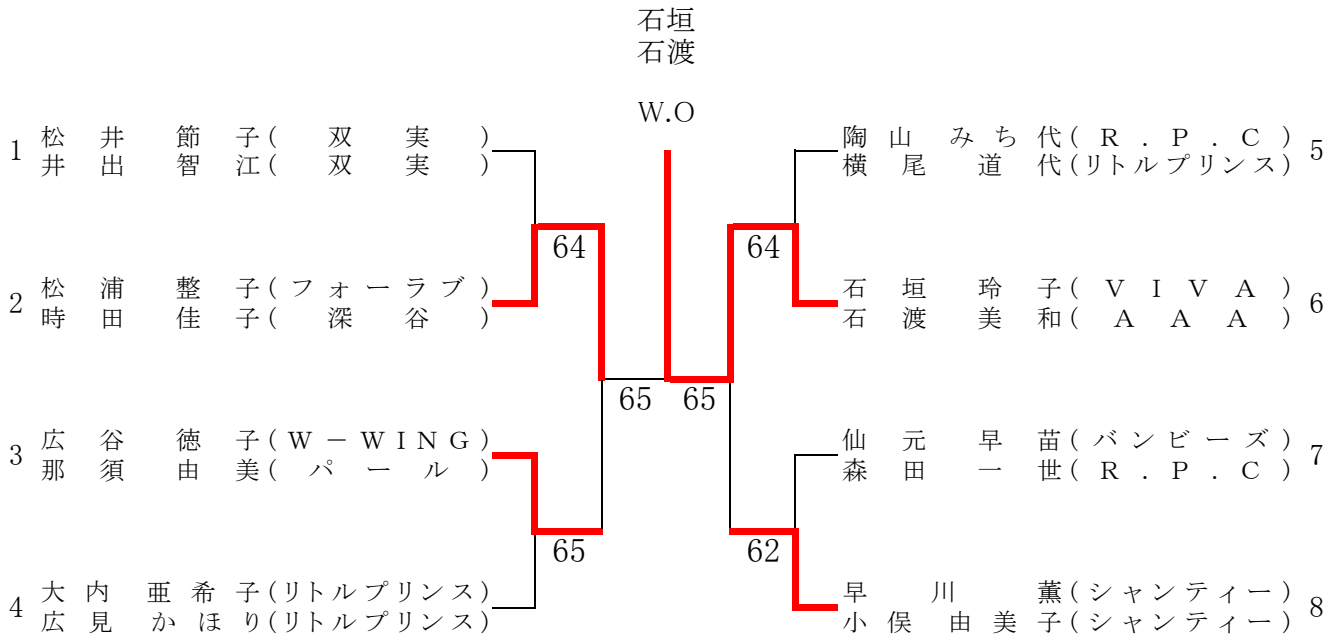 石垣
石渡
W.O
1 松井節子(双実)
井出智江(双実)
2 松浦整子(フォーラブ)
時田佳子(深谷)
3 広谷徳子(W－WING)
那須由美(パール)
4 大内亜希子(リトルプリンス)
広見かほり(リトルプリンス)
64
65
65
陶山みち代(R.P.C) 5
横尾道代(リトルプリンス)
石垣玲子(VIVA) 6
石渡美和(AAA)
仙元早苗(バンビーズ) 7
森田一世(R.P.C)
早川薫(シャンティー) 8
小俣由美子(シャンティー)
64
65
62